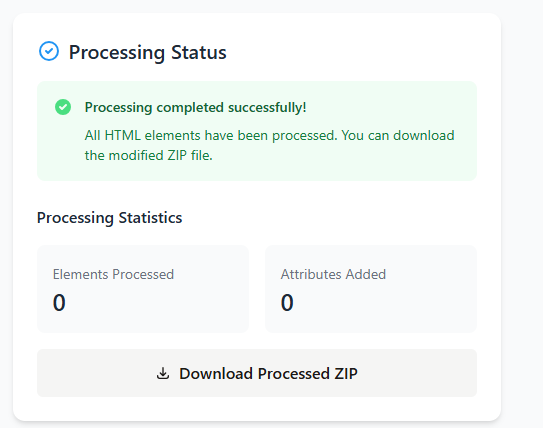 Processing Status
Processing completed successfully!
All HTML elements have been processed. You can download
the modified ZIP file.
Processing Statistics
Elements Processed
0
Attributes Added
0
Download Processed ZIP